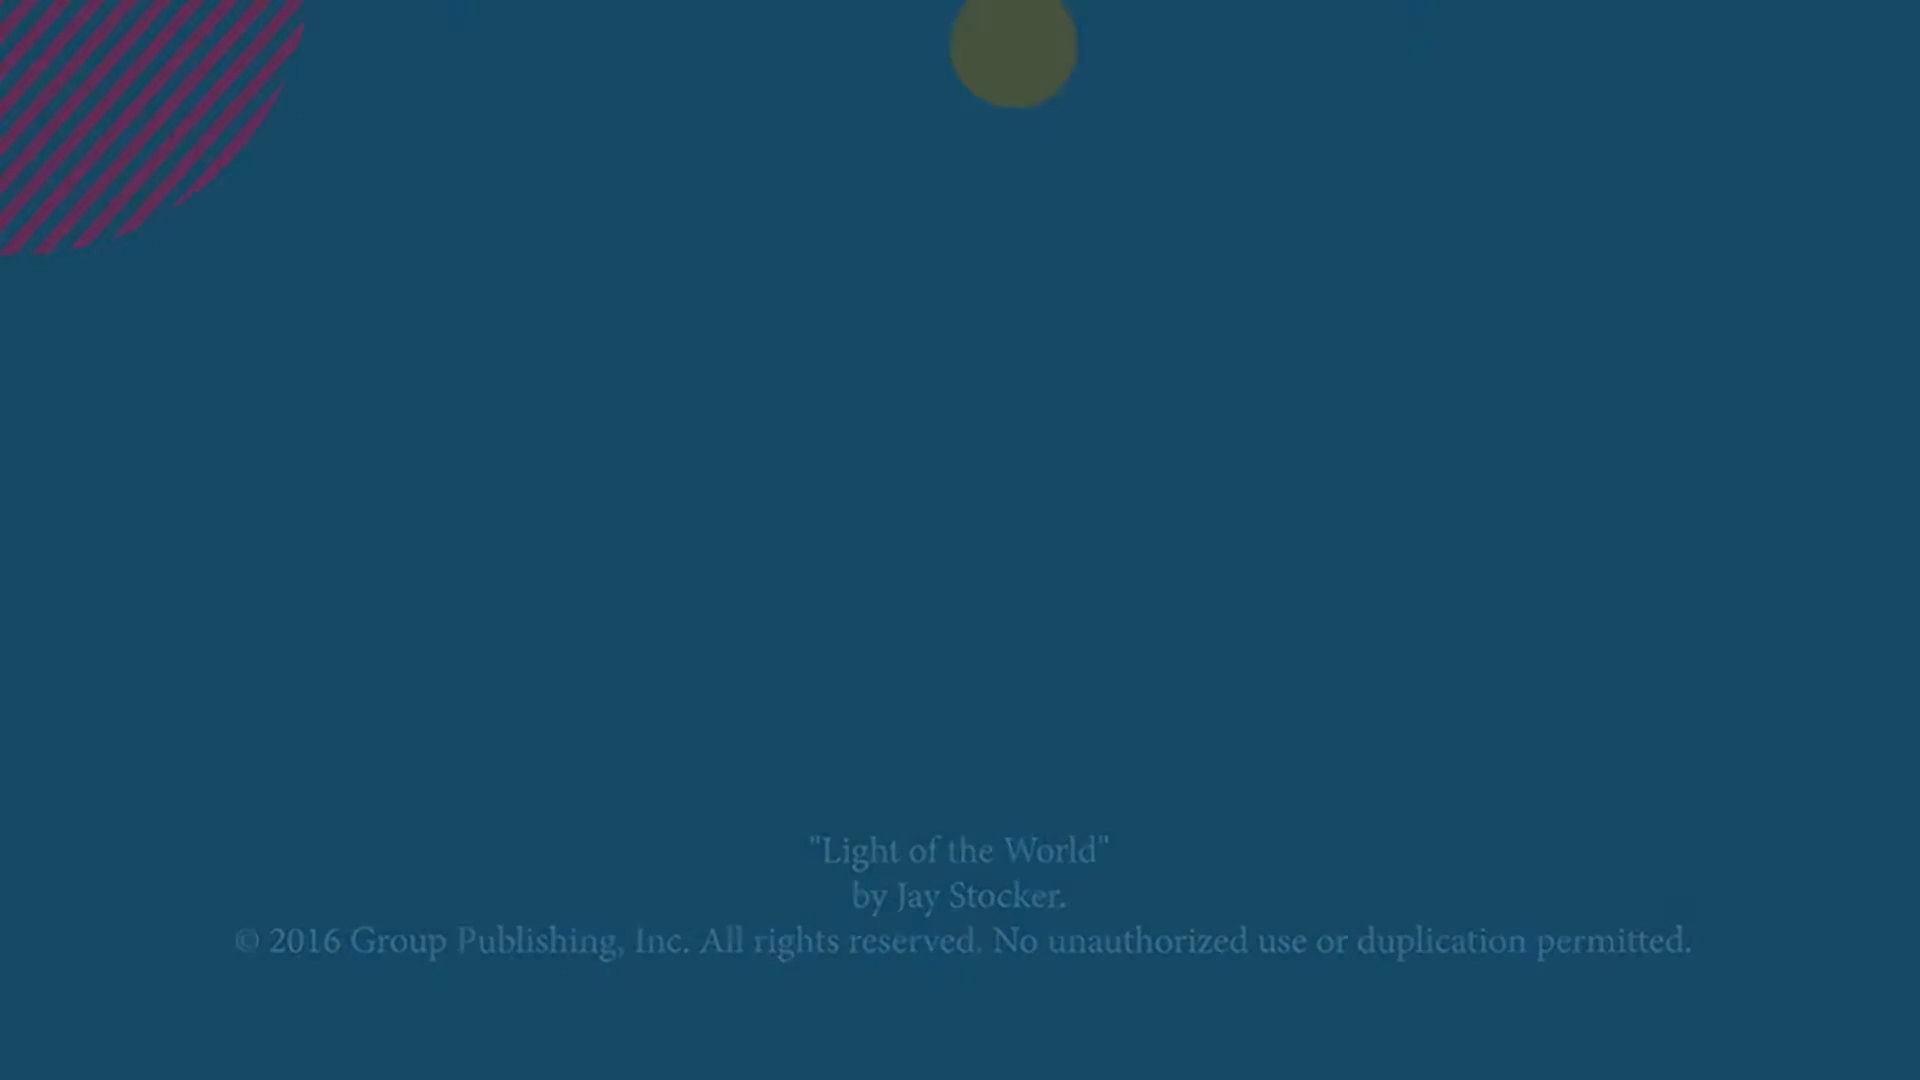 "Light of the World"
by Jay Stocker.
© 2016 Group Publishing, Inc. All rights reserved. No unauthorized use or duplication permitted.